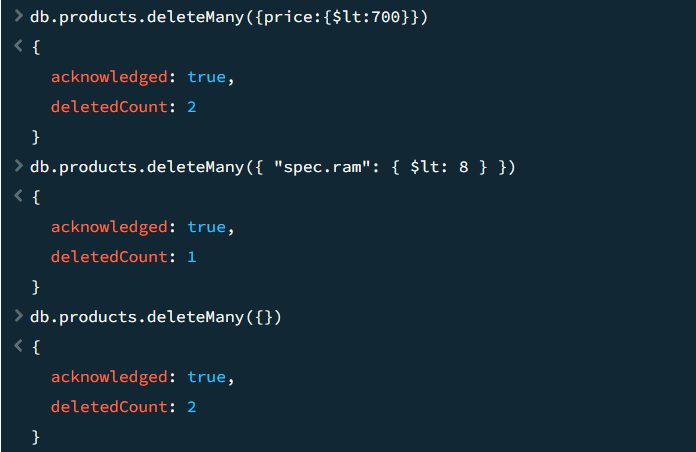 > db.products.deleteMany({price:{$lt:700}})
< {
    acknowledged: true,
    deletedCount: 2
  }
> db.products.deleteMany({ "spec.ram": { $lt: 8 } })
< {
    acknowledged: true,
    deletedCount: 1
  }
> db.products.deleteMany({})
< {
    acknowledged: true,
    deletedCount: 2
  }